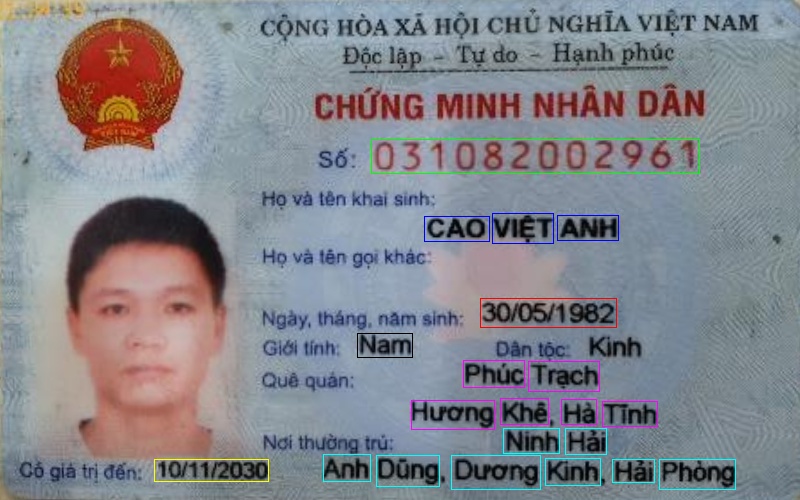 CỘNG HÒA XÃ HỘI CHỦ NGHĨA VIỆT NAM
Độc lập – Tự do – Hạnh phúc
CHỨNG MINH NHÂN DÂN
Số: 031082002961
Họ và tên khai sinh:
CAO VIỆT ANH
Họ và tên gọi khác:
Ngày, tháng, năm sinh: 30/05/1982
Giới tính: Nam Dân tộc: Kinh
Quê quán: Phúc Trạch
Hương Khê, Hà Tĩnh
Nơi thường trú: Ninh Hải
Có giá trị đến: 10/11/2030 Anh Dũng, Dương Kinh, Hải Phòng